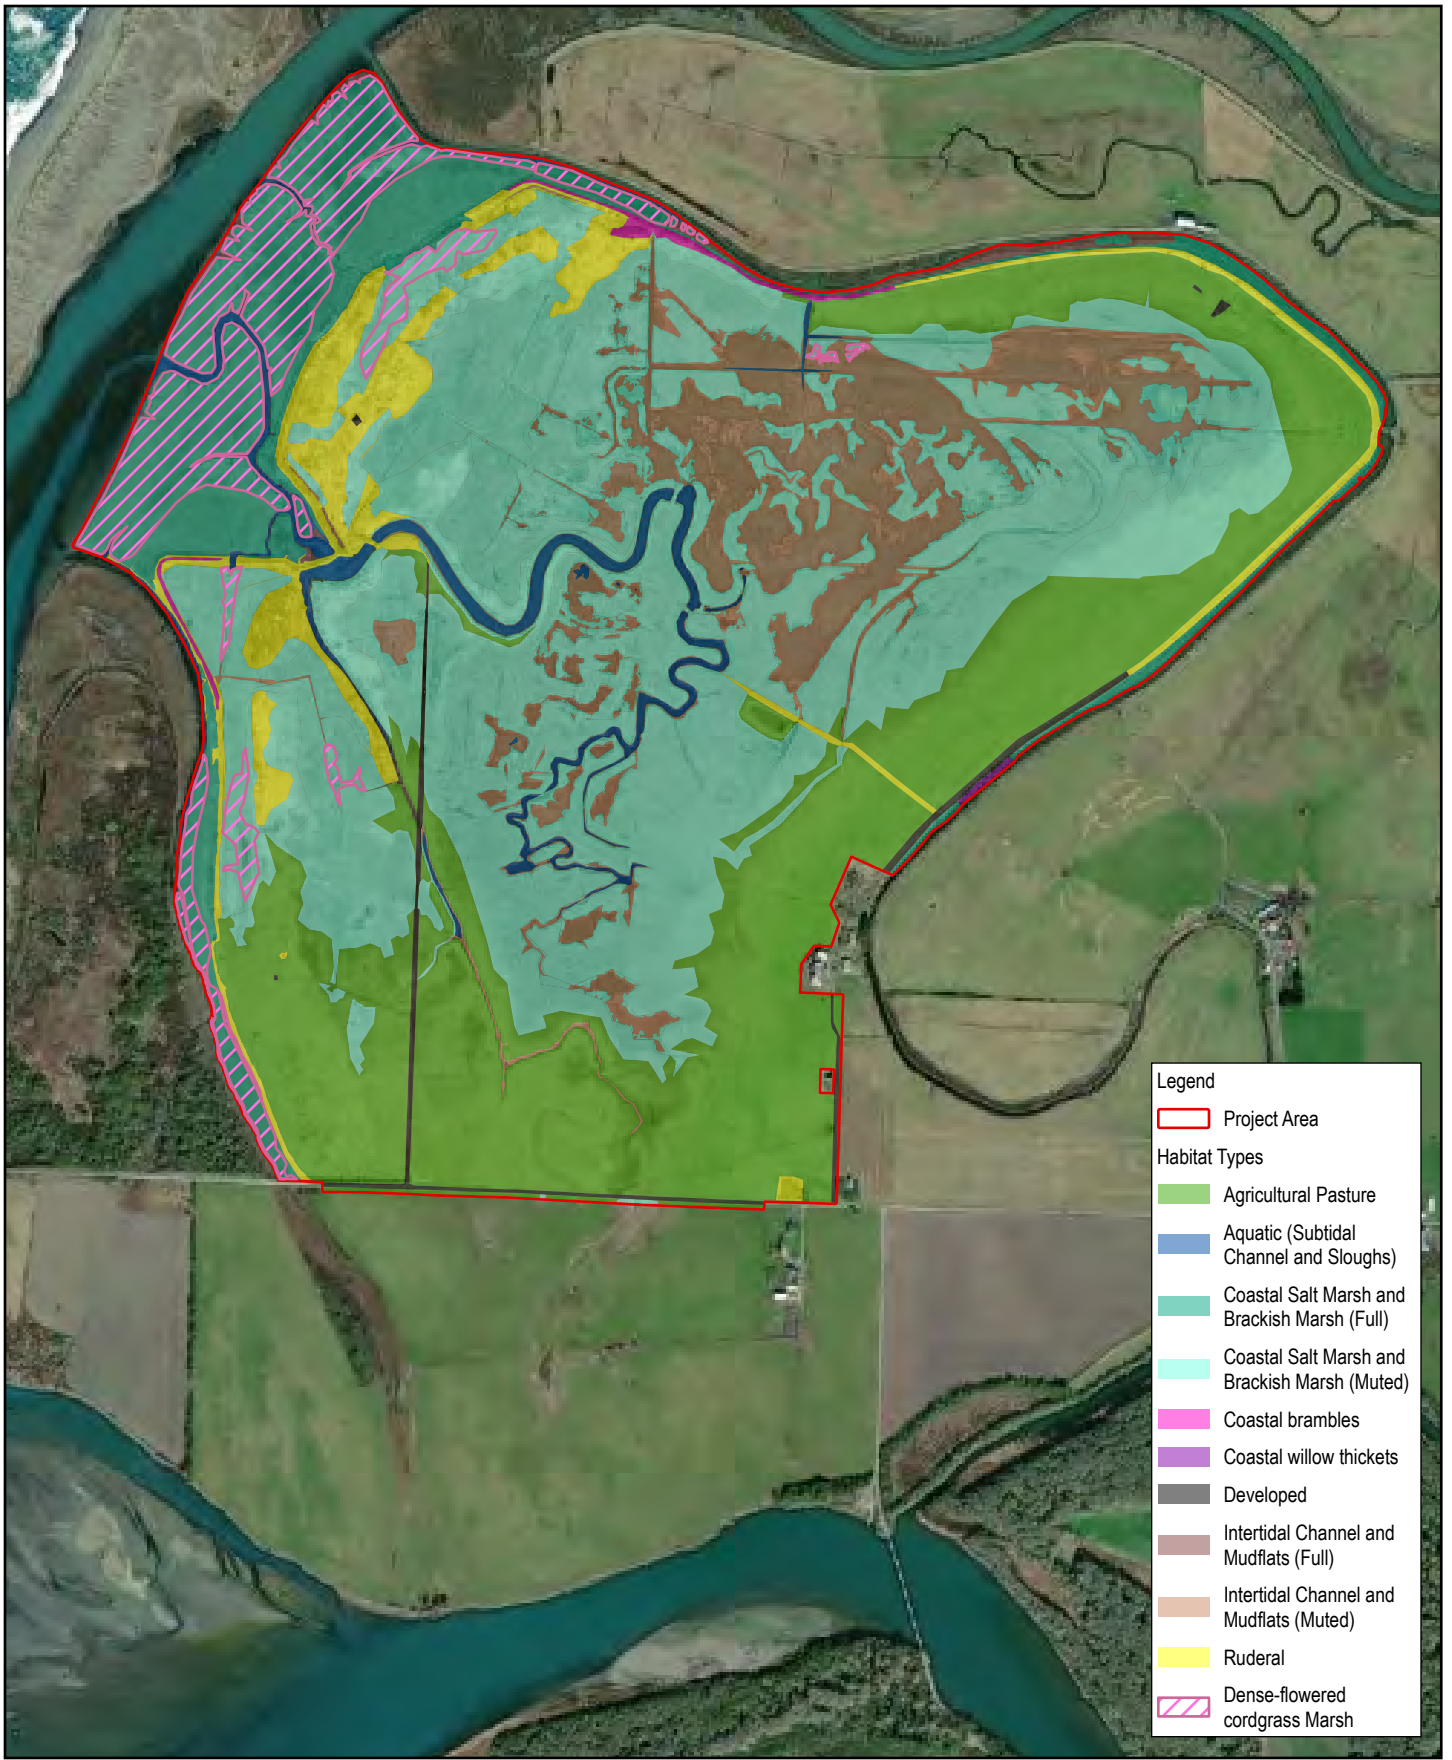 Legend
Project Area
Habitat Types
Agricultural Pasture
Aquatic (Subtidal
Channel and Sloughs)
Coastal Salt Marsh and
Brackish Marsh (Full)
Coastal Salt Marsh and
Brackish Marsh (Muted)
Coastal brambles
Coastal willow thickets
Developed
Intertidal Channel and
Mudflats (Full)
Intertidal Channel and
Mudflats (Muted)
Ruderal
Dense-flowered
cordgrass Marsh